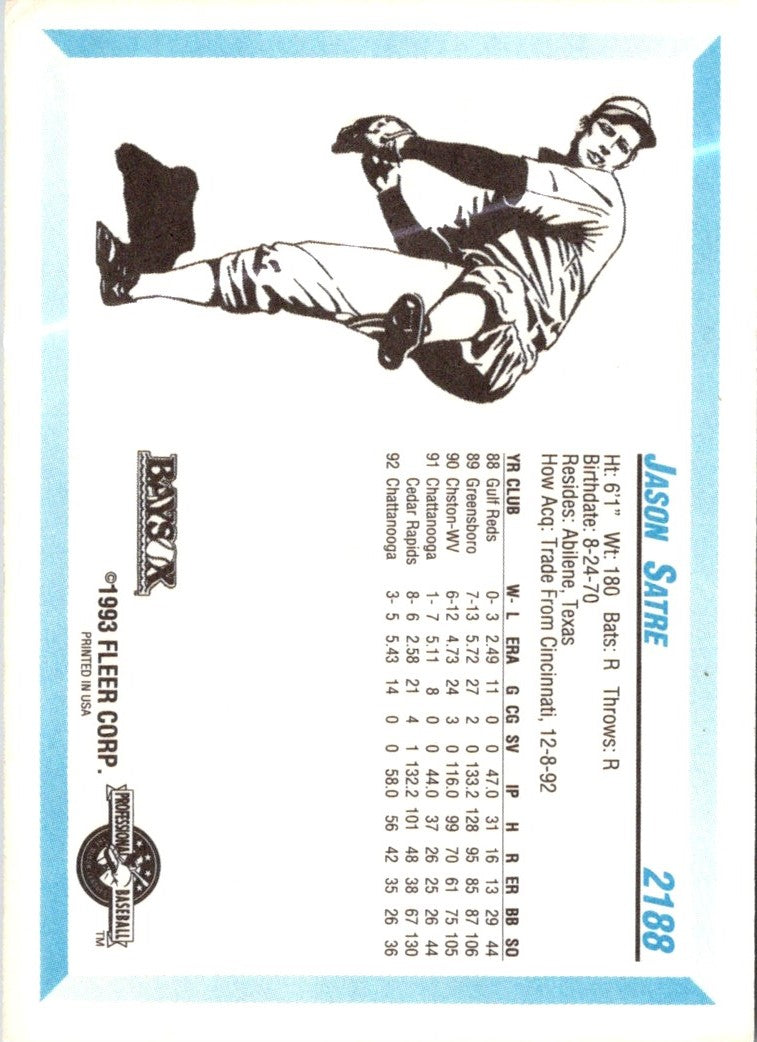 JASON SATRE 2188
Ht: 6'1" Wt: 180 Bats: R Throws: R
Birthdate: 8-24-70
Resides: Abilene, Texas
How Acq: Trade From Cincinnati, 12-8-92
YR CLUB W- L ERA G CG SV IP H R ER BB SO
88 Gulf Reds 0- 3 2.49 11 0 0 47.0 31 16 13 29 44
89 Greensboro 7-13 5.72 27 2 0 133.2 128 95 85 87 106
90 Chston-WV 6-12 4.73 24 3 0 116.0 99 70 61 75 105
91 Chattanooga 1- 7 5.11 8 0 0 44.0 37 26 25 26 44
Cedar Rapids 8- 6 2.58 21 4 1 132.2 101 48 38 67 130
92 Chattanooga 3- 5 5.43 14 0 0 58.0 56 42 35 26 36
BAYSOX
©1993 FLEER CORP.
PRINTED IN USA
PROFESSIONAL BASEBALL
TM